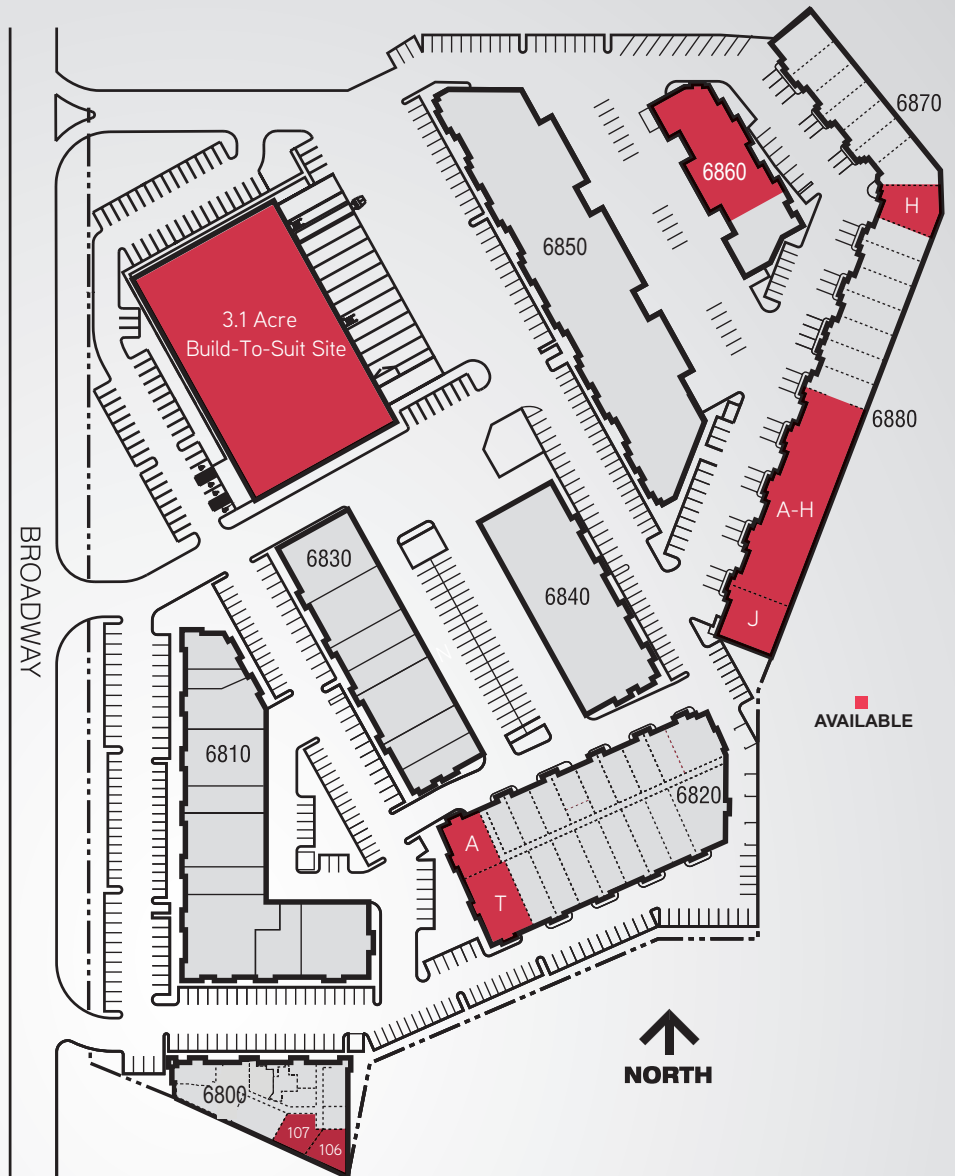 6870
6860
H
6850
3.1 Acre
Build-To-Suit Site
6880
A-H
BROADWAY
6830
6840
J
N
AVAILABLE
6810
6820
A
T
NORTH
6800
107
106